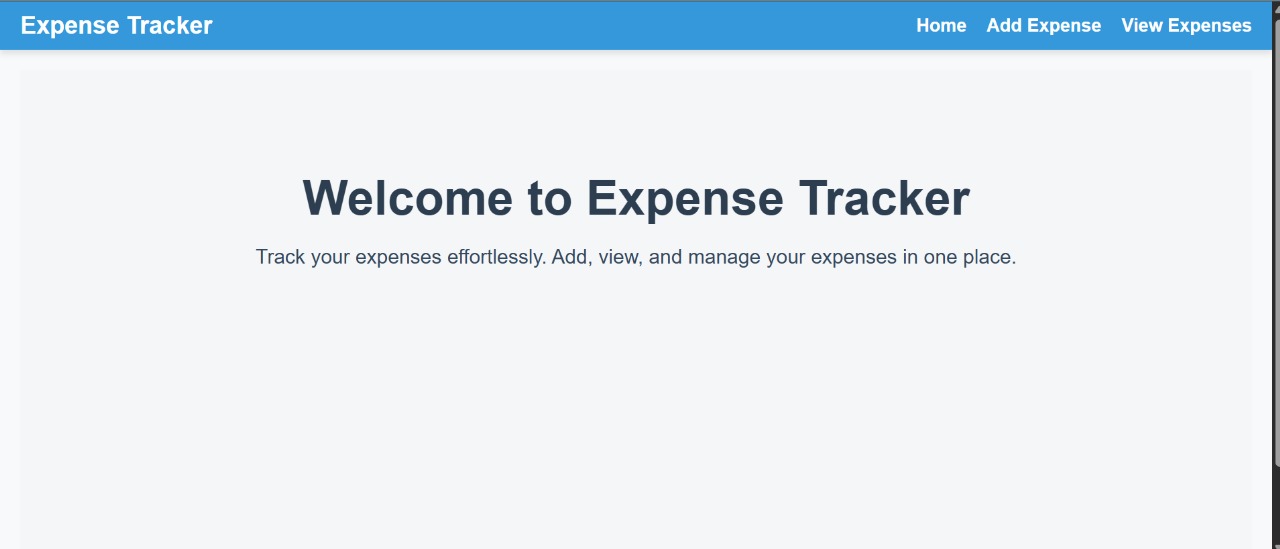 Expense Tracker
Home Add Expense View Expenses
Welcome to Expense Tracker
Track your expenses effortlessly. Add, view, and manage your expenses in one place.